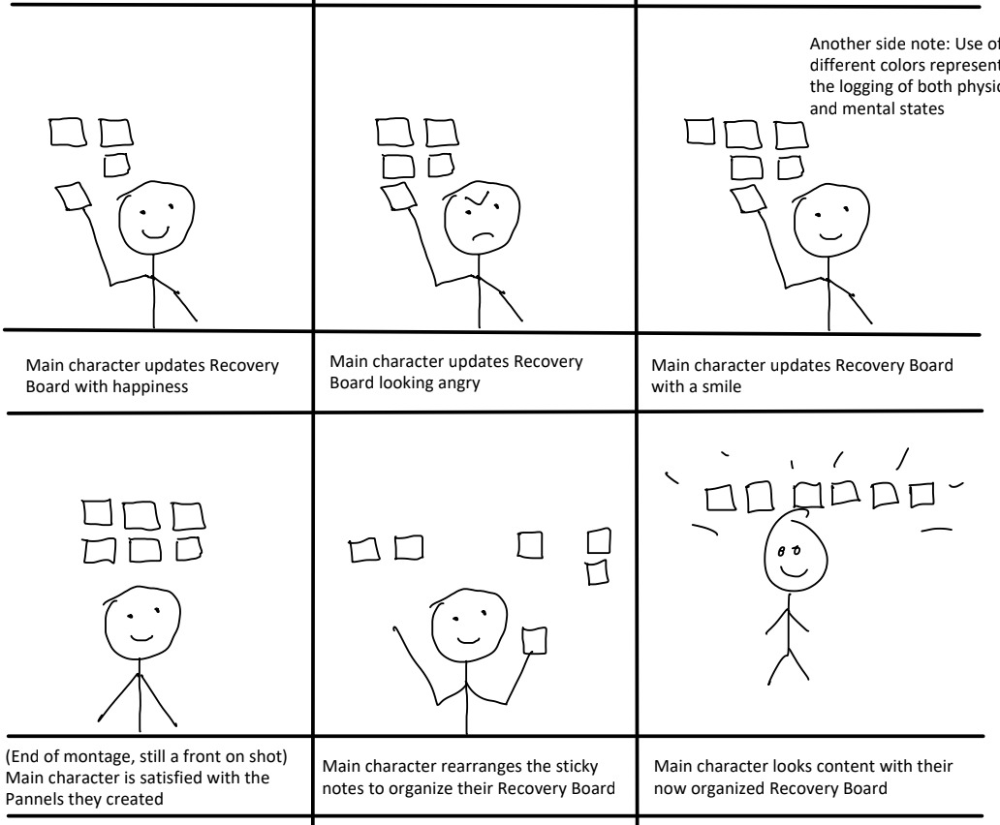 Another side note: Use of
different colors represent
the logging of both physic
and mental states
Main character updates Recovery
Board with happiness
Main character updates Recovery
Board looking angry
Main character updates Recovery Board
with a smile
(End of montage, still a front on shot)
Main character is satisfied with the
Pannels they created
Main character rearranges the sticky
notes to organize their Recovery Board
Main character looks content with their
now organized Recovery Board